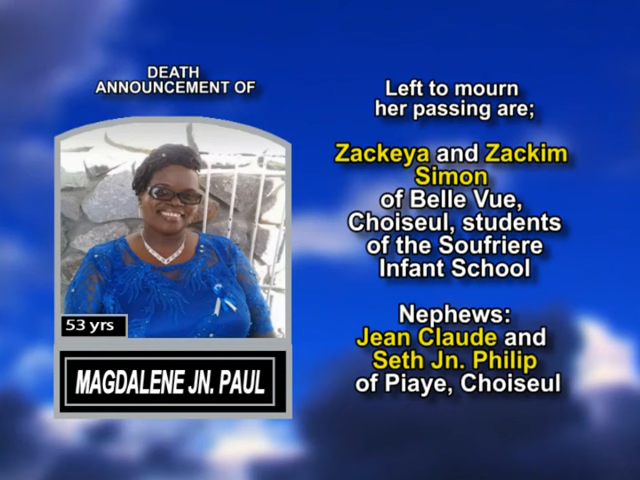 DEATH
ANNOUNCEMENT OF
53 yrs
MAGDALENE JN. PAUL
Left to mourn
her passing are;
Zackeya and Zackim
Simon
of Belle Vue,
Choiseul, students
of the Soufriere
Infant School
Nephews:
Jean Claude and
Seth Jn. Philip
of Piaye, Choiseul